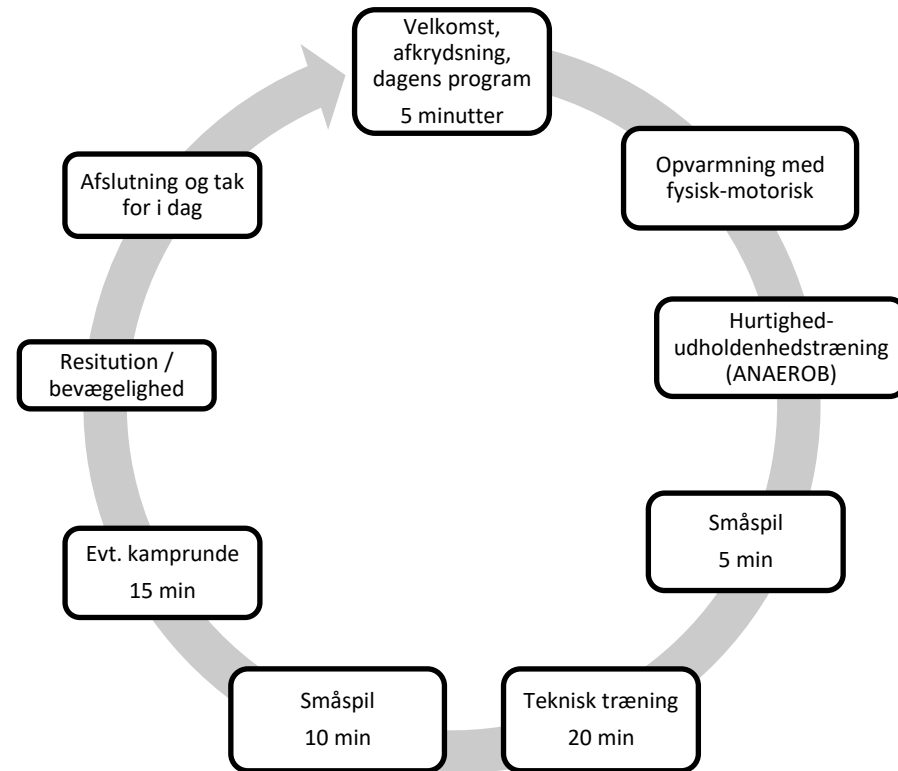 Velkomst,
afkrydsning,
dagens program
5 minutter
Opvarmning med
fysisk-motorisk
Hurtighed-
udholdenhedstræning
(ANAEROB)
Småspil
5 min
Teknisk træning
20 min
Småspil
10 min
Evt. kamprunde
15 min
Resitution /
bevægelighed
Afslutning og tak
for i dag